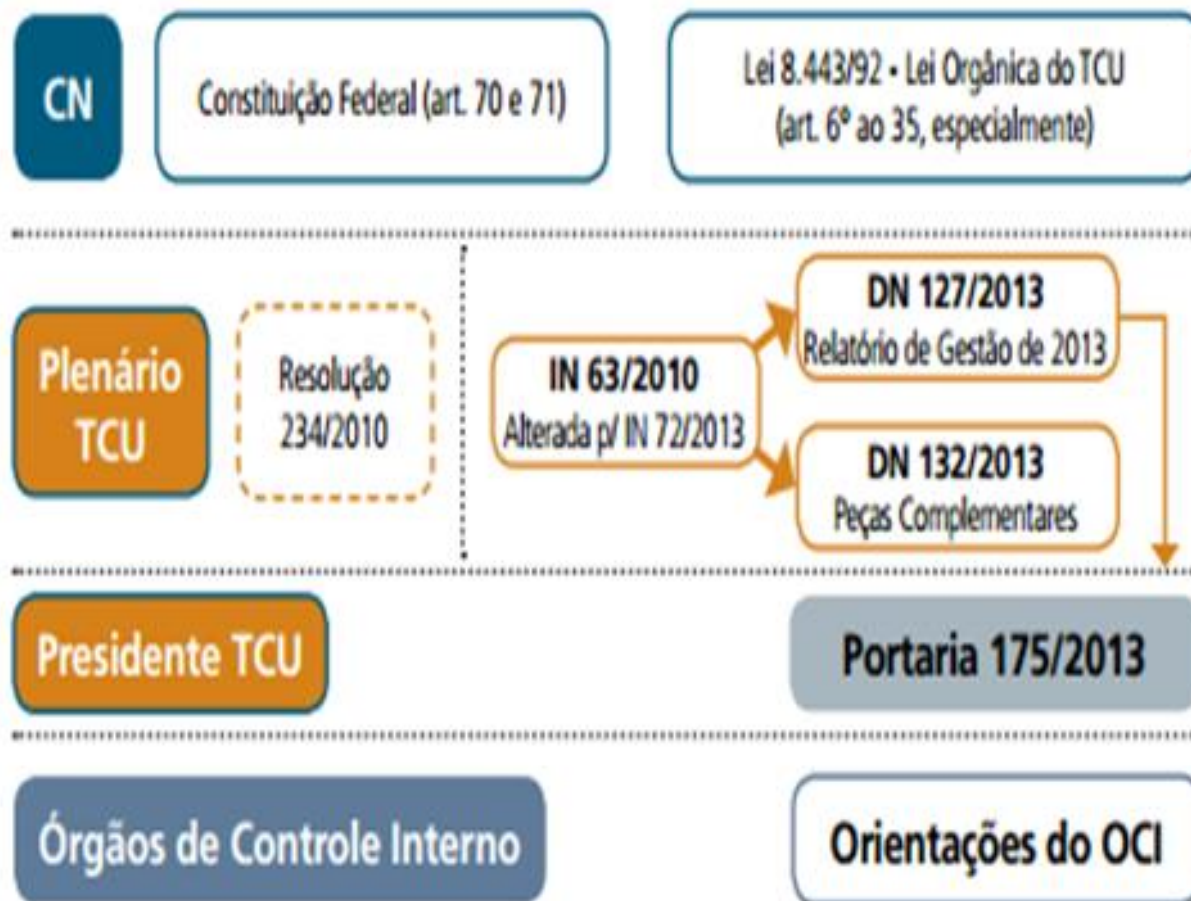 CN
Constituição Federal (art. 70 e 71)
Lei 8.443/92 - Lei Orgânica do TCU
(art. 6º ao 35, especialmente)
Plenário
TCU
Resolução
234/2010
IN 63/2010
Alterada p/ IN 72/2013
DN 127/2013
Relatório de Gestão de 2013
DN 132/2013
Peças Complementares
Presidente TCU
Portaria 175/2013
Órgãos de Controle Interno
Orientações do OCI